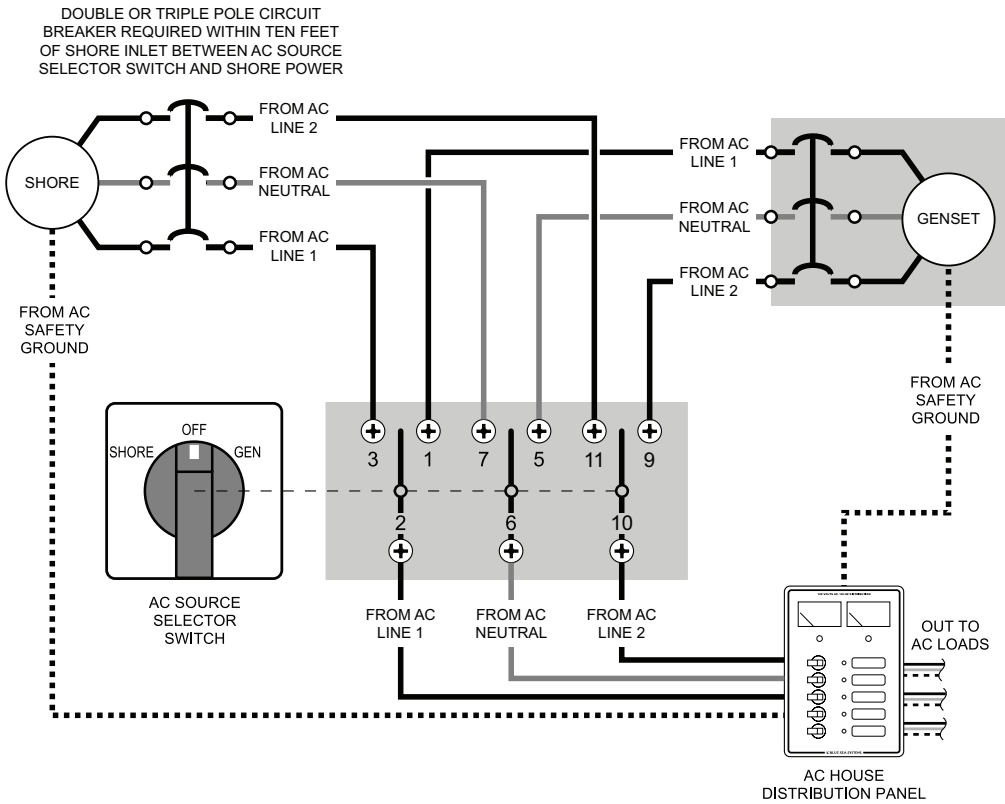 DOUBLE OR TRIPLE POLE CIRCUIT
BREAKER REQUIRED WITHIN TEN FEET
OF SHORE INLET BETWEEN AC SOURCE
SELECTOR SWITCH AND SHORE POWER
FROM AC
LINE 2
SHORE
FROM AC
NEUTRAL
FROM AC
LINE 1
FROM AC
LINE 1
FROM AC
NEUTRAL
GENSET
FROM AC
LINE 2
FROM AC
SAFETY
GROUND
FROM AC
SAFETY
GROUND
OFF
SHORE
GEN
3
1
7
5
11
9
2
6
10
AC SOURCE
SELECTOR
SWITCH
FROM AC
LINE 1
FROM AC
NEUTRAL
FROM AC
LINE 2
OUT TO
AC LOADS
BLUE SEA SYSTEMS
AC HOUSE
DISTRIBUTION PANEL